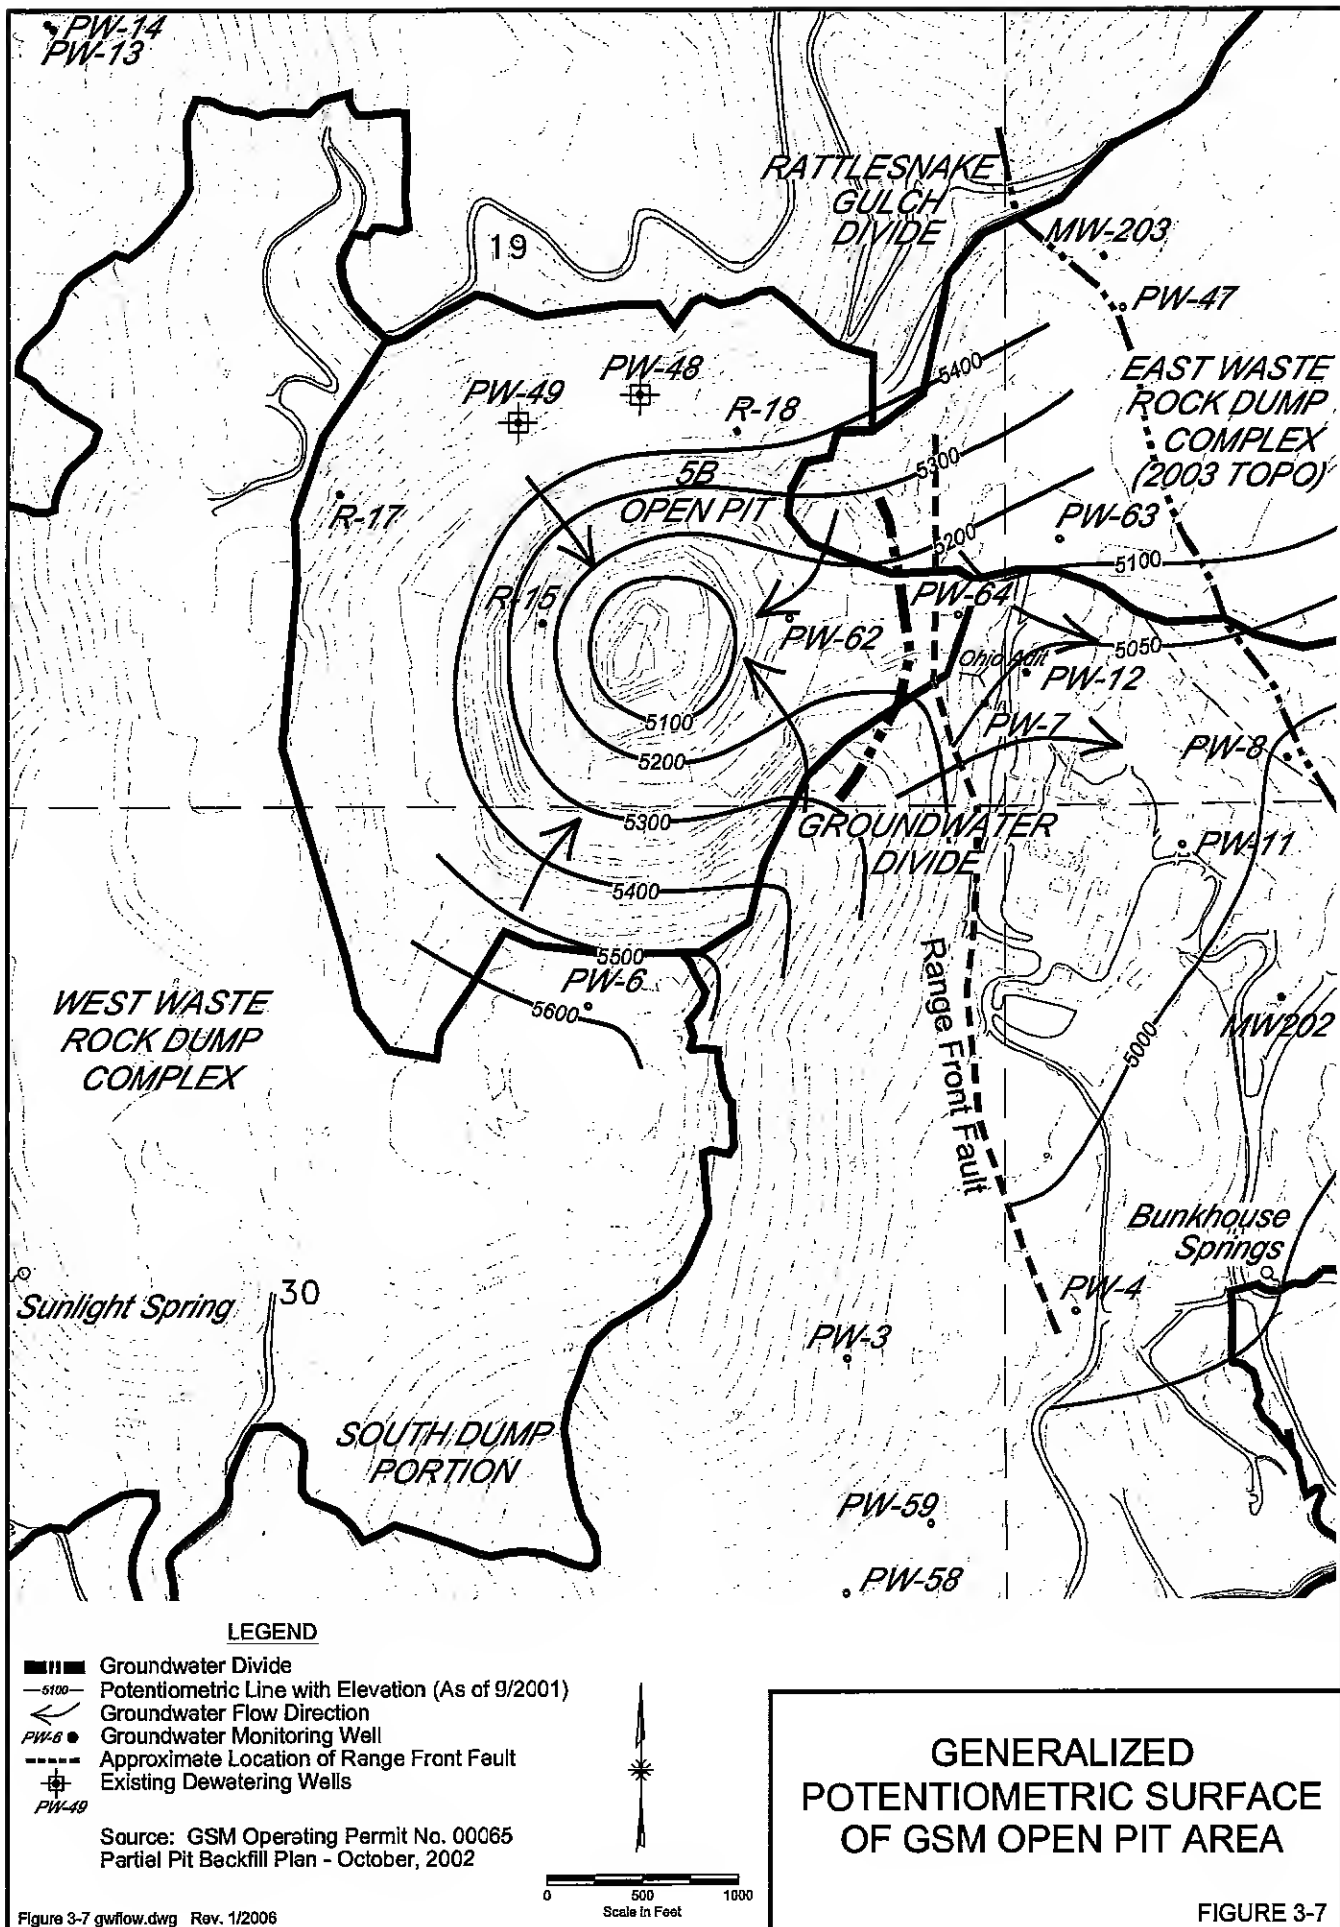 PW-14
PW-13
RATTLESNAKE
GULCH
DIVIDE
MW-203
19
PW-47
PW-48
PW-49
5400
EAST WASTE
ROCK DUMP
COMPLEX
(2003 TOPO)
R-18
5300
5B
OPEN PIT
R-17
PW-63
5200
5100
R-15
PW-64
PW-62
5050
Ohio Adit
PW-12
5100
PW-7
PW-8
5200
5300
GROUNDWATER
DIVIDE
PW-11
5400
5500
PW-6
5600
Range Front Fault
WEST WASTE
ROCK DUMP
COMPLEX
MW202
5000
Bunkhouse
Springs
Sunlight Spring
30
PW-4
PW-3
SOUTH DUMP
PORTION
PW-59
PW-58
LEGEND
Groundwater Divide
5100 Potentiometric Line with Elevation (As of 9/2001)
Groundwater Flow Direction
PW-6 Groundwater Monitoring Well
Approximate Location of Range Front Fault
Existing Dewatering Wells
PW-49
Source: GSM Operating Permit No. 00065
Partial Pit Backfill Plan - October, 2002
0 500 1000
Scale in Feet
Figure 3-7 gwflow.dwg Rev. 1/2006
GENERALIZED
POTENTIOMETRIC SURFACE
OF GSM OPEN PIT AREA
FIGURE 3-7